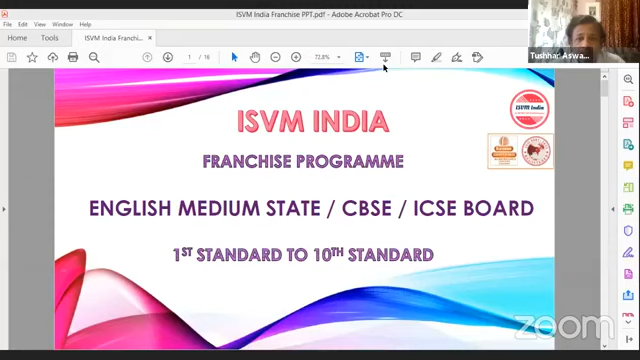 ISVM India Franchise PPT.pdf - Adobe Acrobat Pro DC
File Edit View Window Help
Home Tools ISVM India Franchi... ×
1 / 16 72.8%
Tushhar Aswa...
ISVM INDIA
ISVM India
FRANCHISE PROGRAMME
ENGLISH MEDIUM STATE / CBSE / ICSE BOARD
1ST STANDARD TO 10TH STANDARD
zoom